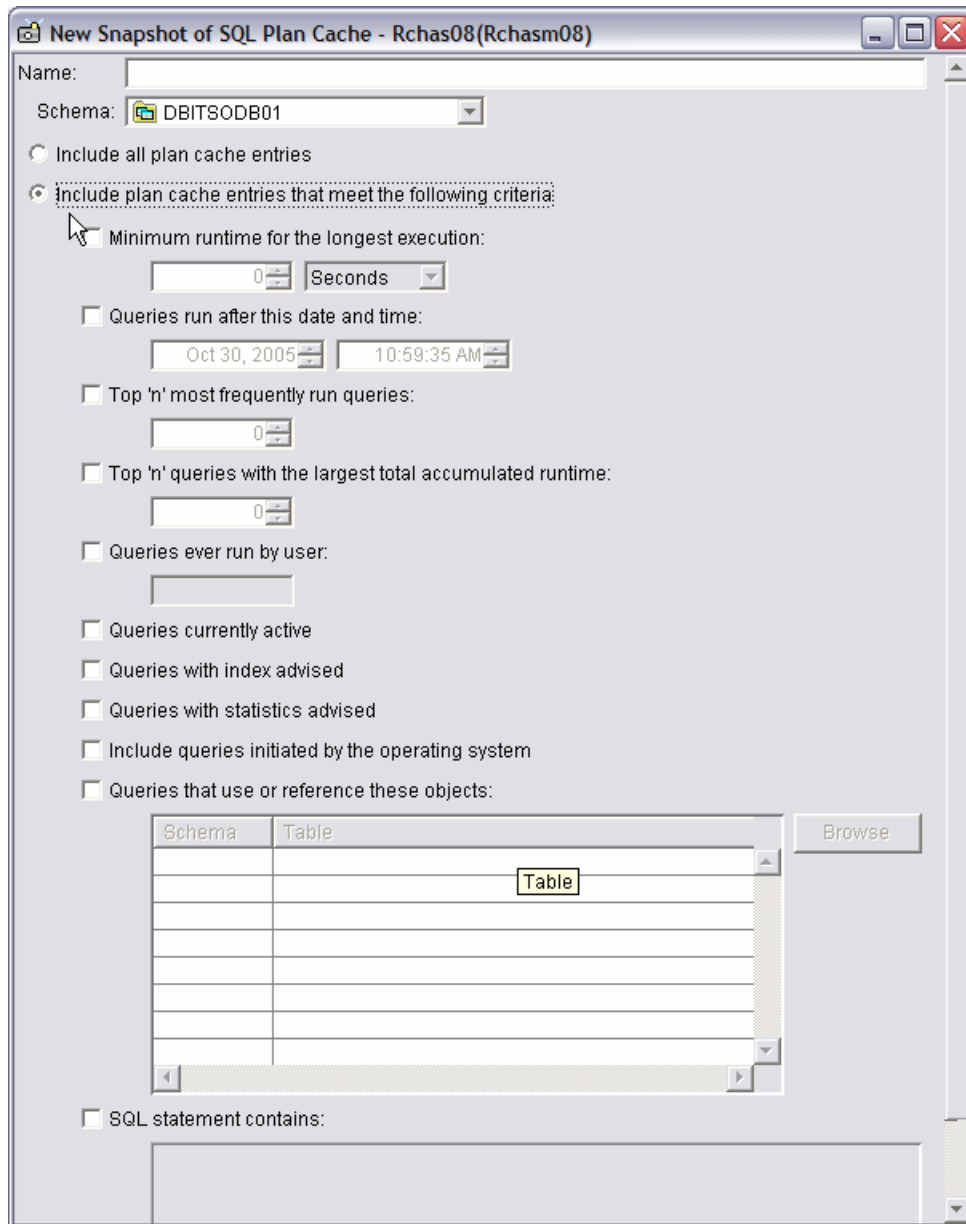 New Snapshot of SQL Plan Cache - Rchas08(Rchasm08)
Name:
Schema: DBITSODB01
Include all plan cache entries
Include plan cache entries that meet the following criteria
Minimum runtime for the longest execution:
0 Seconds
Queries run after this date and time:
Oct 30, 2005 10:59:35 AM
Top 'n' most frequently run queries:
0
Top 'n' queries with the largest total accumulated runtime:
0
Queries ever run by user:
Queries currently active
Queries with index advised
Queries with statistics advised
Include queries initiated by the operating system
Queries that use or reference these objects:
Schema Table Browse
Table
SQL statement contains: